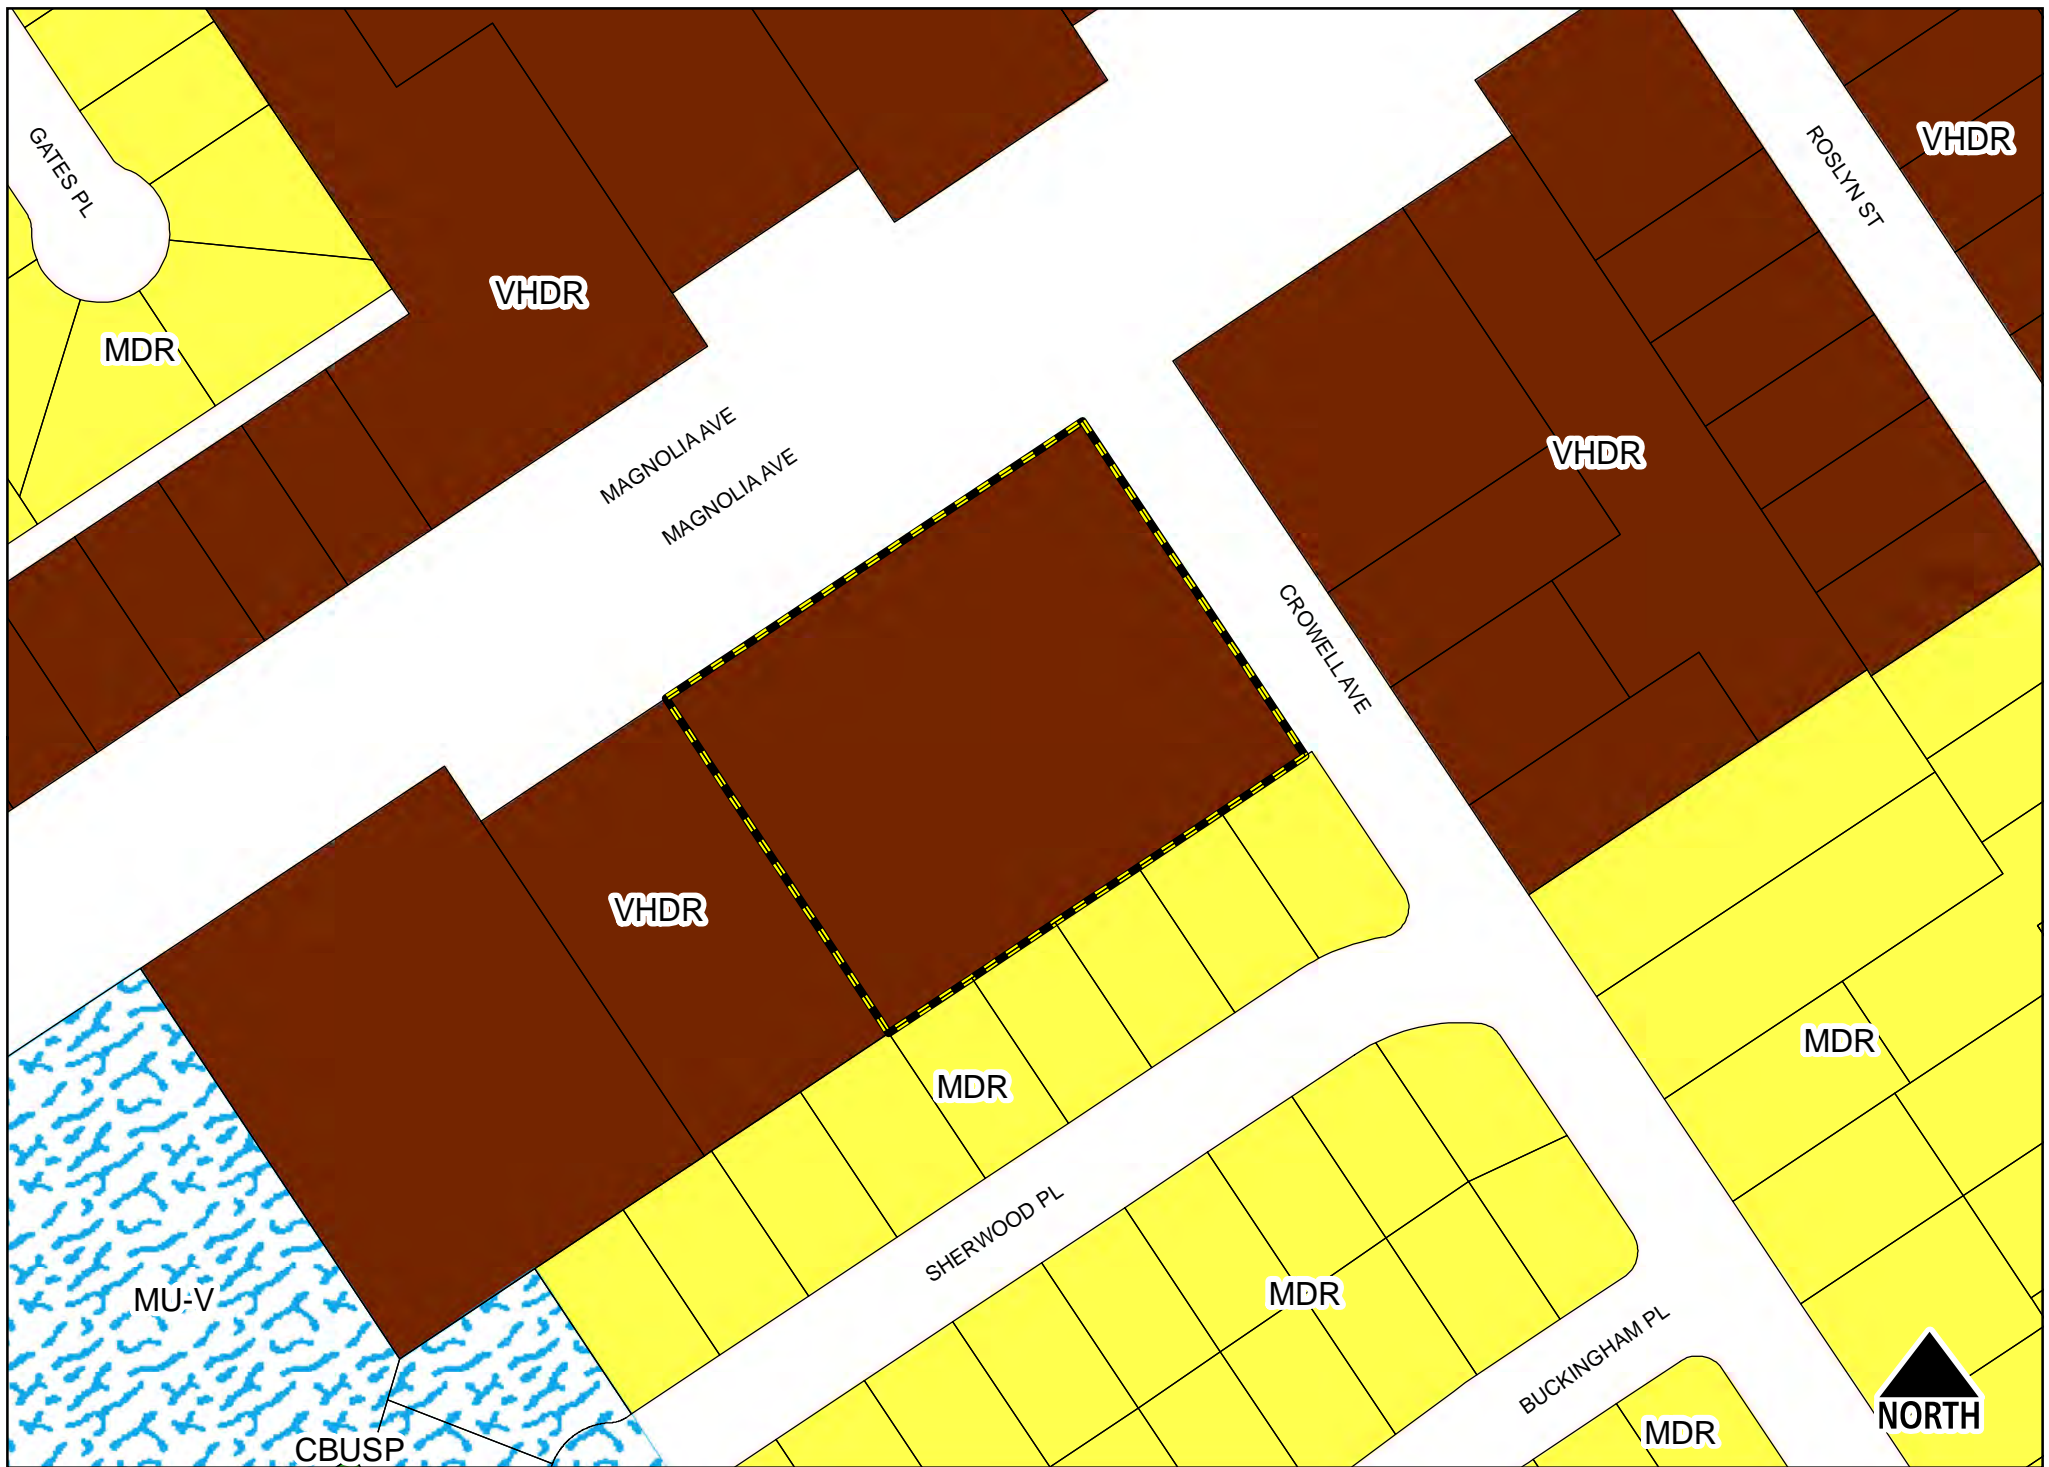 GATES PL
ROSLYN ST
VHDR
VHDR
MDR
MAGNOLIA AVE
MAGNOLIA AVE
VHDR
CROWELL AVE
VHDR
MDR
MDR
SHERWOOD PL
MU-V
MDR
BUCKINGHAM PL
NORTH
MDR
CBUSP